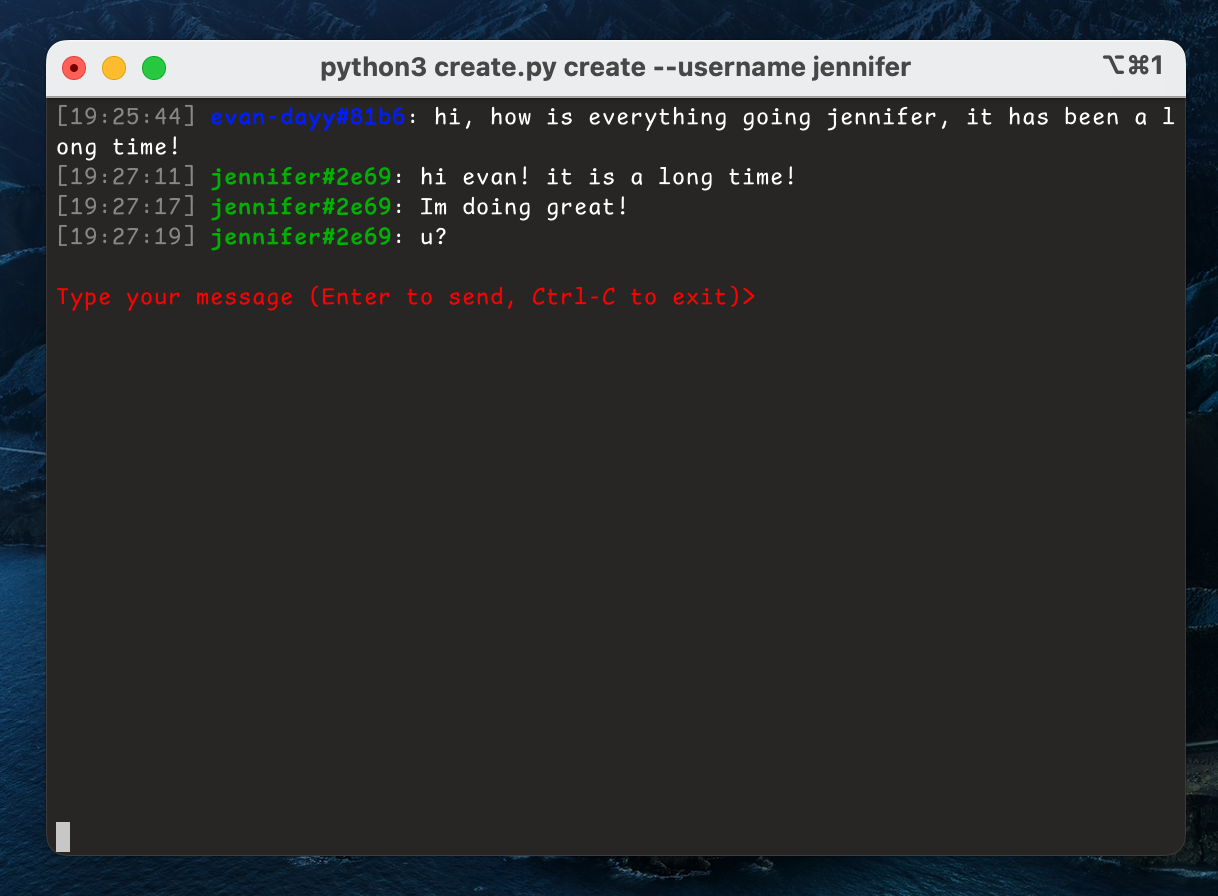 python3 create.py create --username jennifer
⌥⌘1
[19:25:44] evan-dayy#81b6: hi, how is everything going jennifer, it has been a l
ong time!
[19:27:11] jennifer#2e69: hi evan! it is a long time!
[19:27:17] jennifer#2e69: Im doing great!
[19:27:19] jennifer#2e69: u?
Type your message (Enter to send, Ctrl-C to exit)>